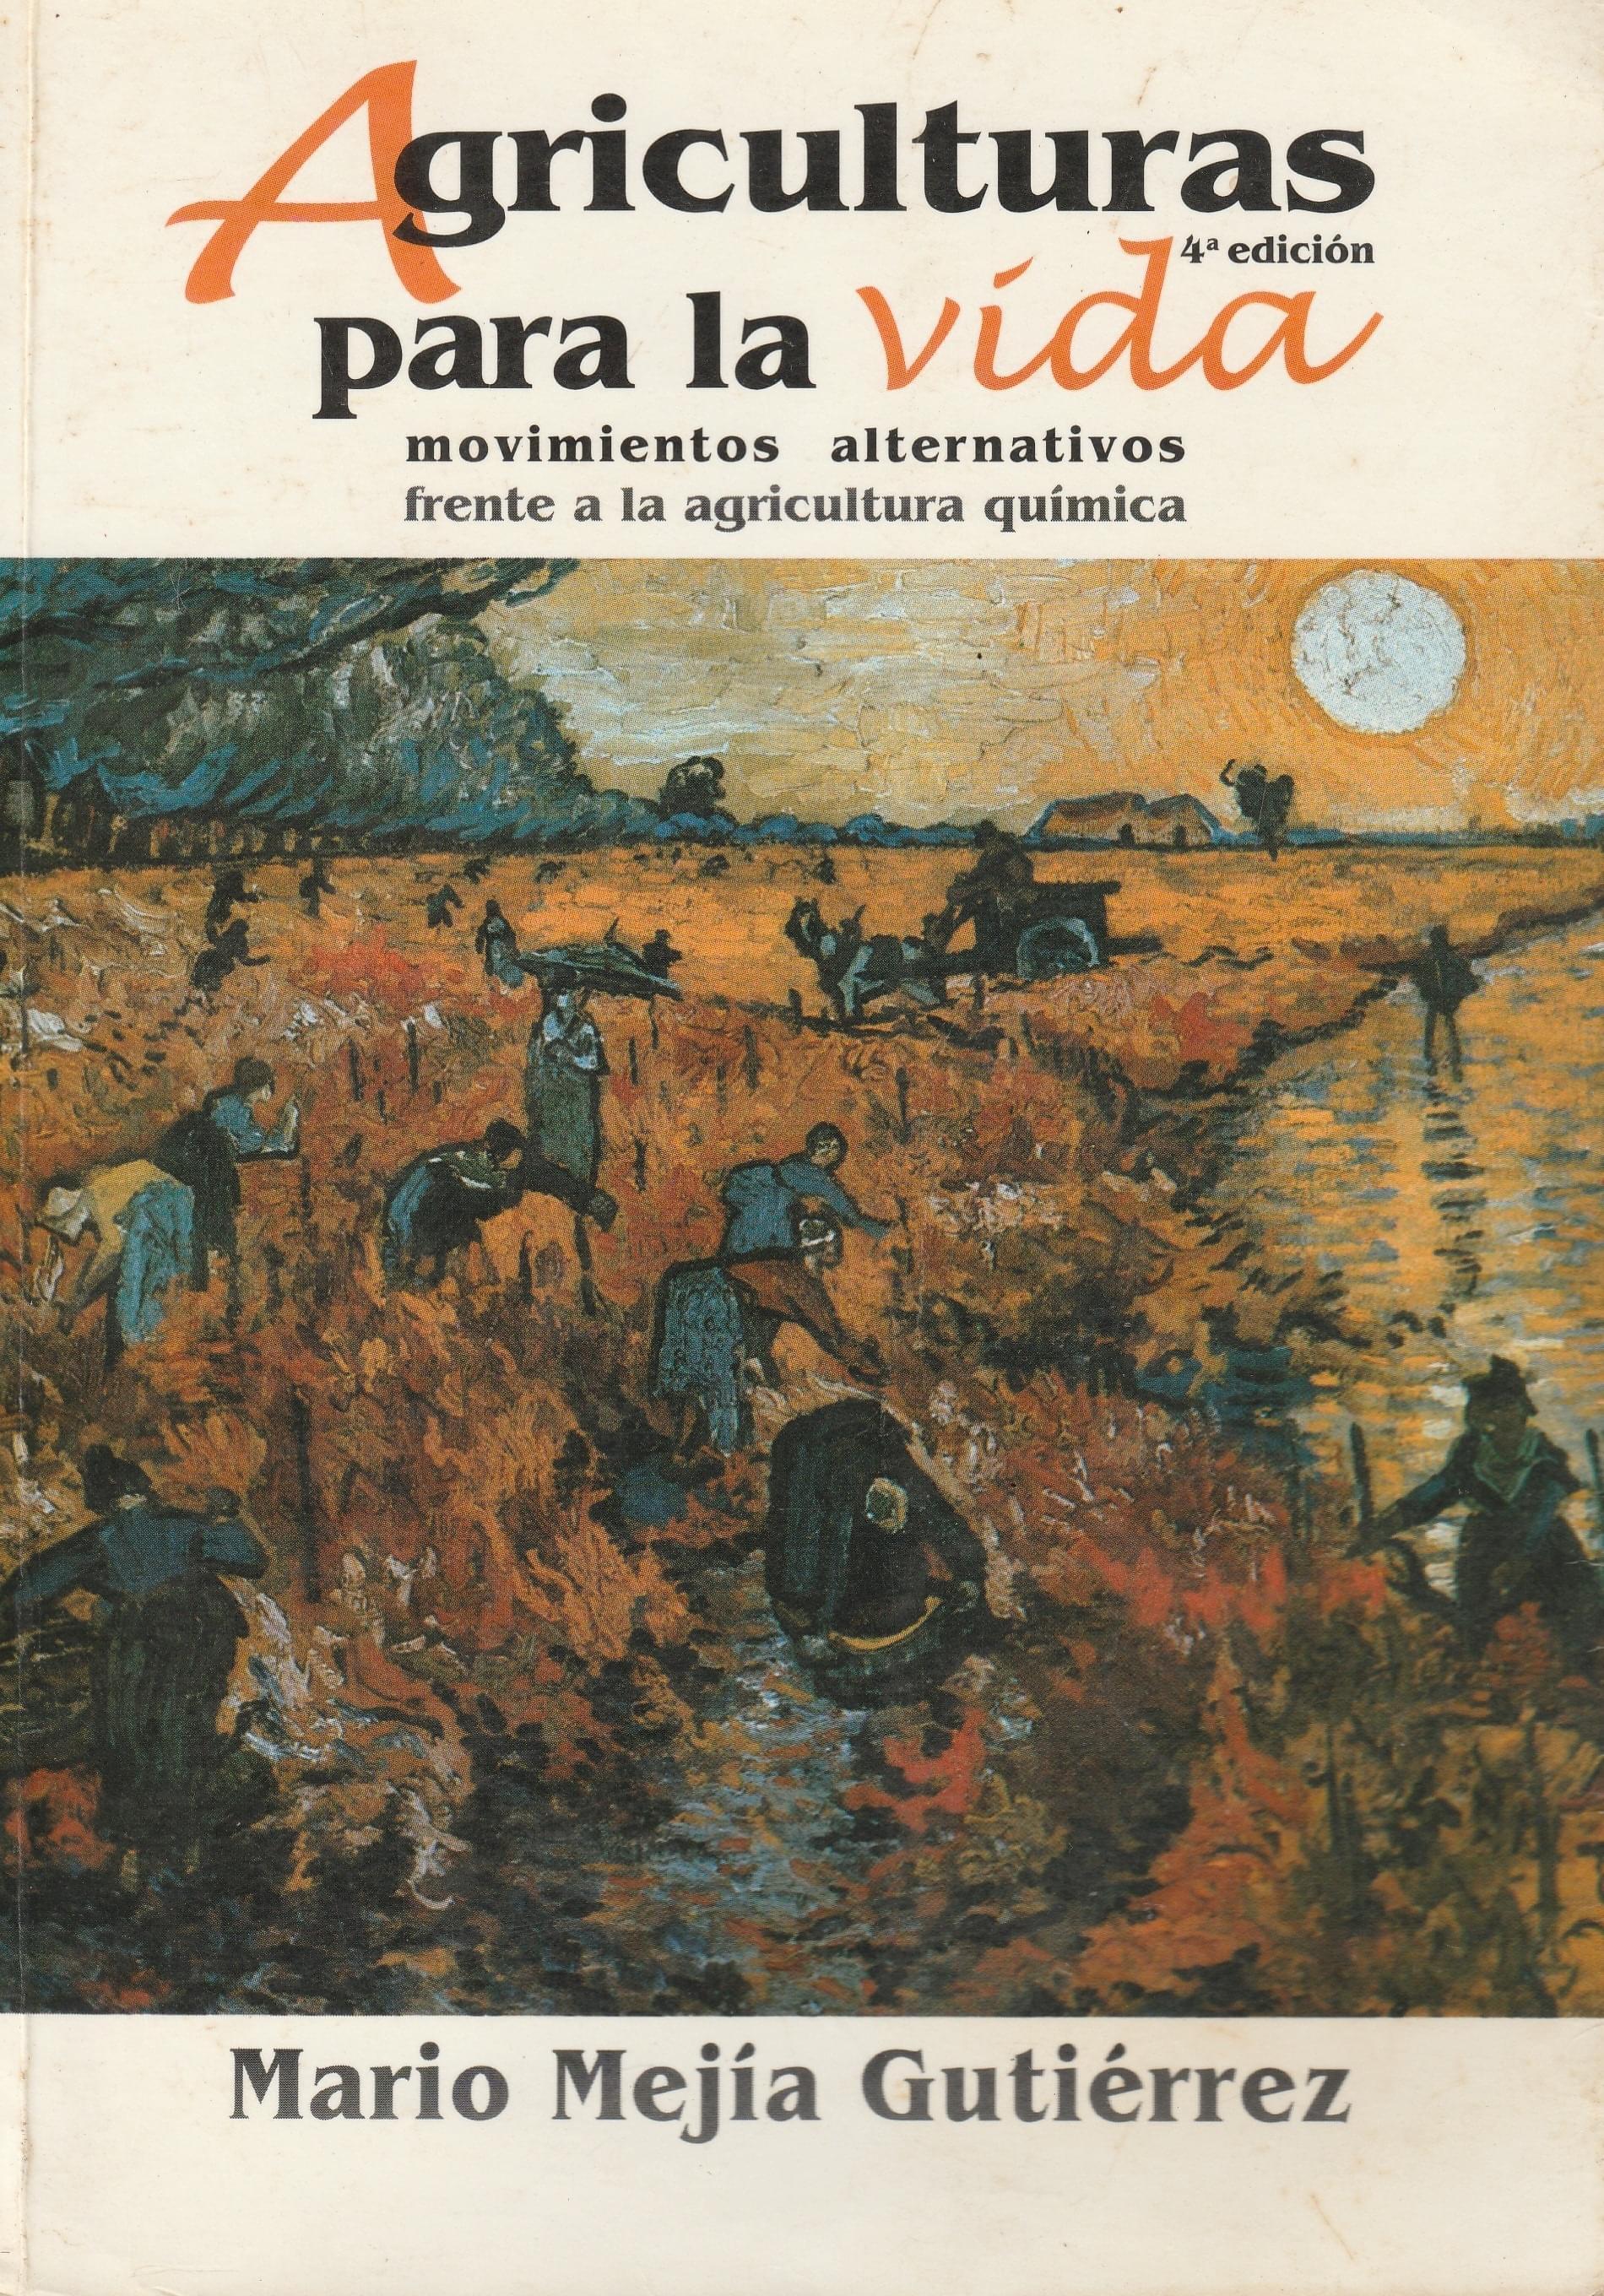 Agriculturas
4ª edición
para la vida
movimientos alternativos
frente a la agricultura química
Mario Mejía Gutiérrez